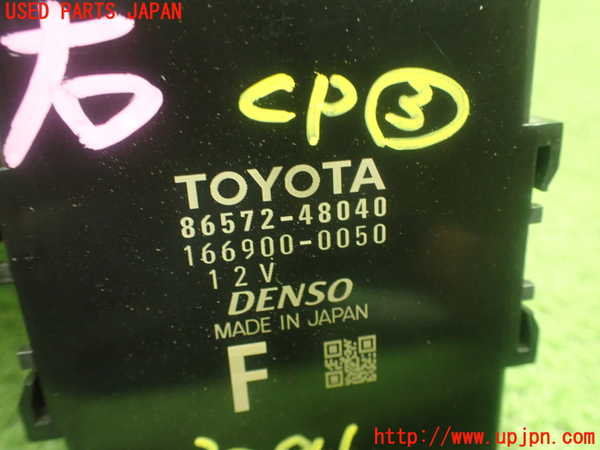 USED PARTS JAPAN
右
CP③
TOYOTA
86572-48040
166900-0050
12V
DENSO
MADE IN JAPAN
F
http://www.upjpn.com